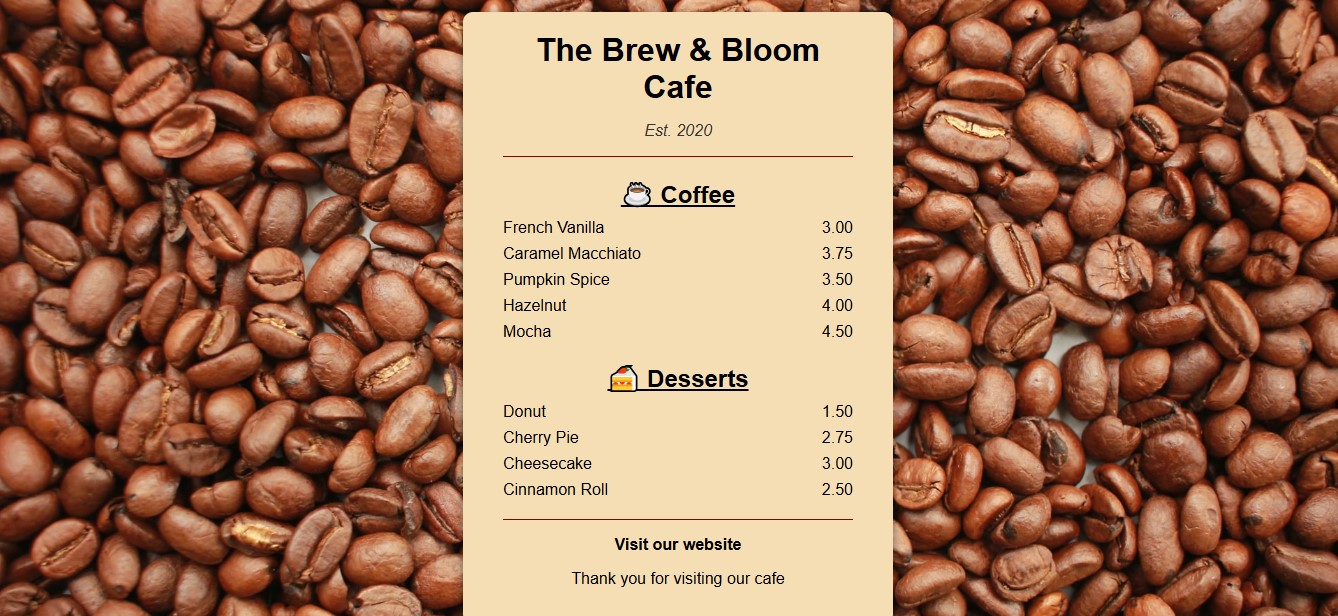 The Brew & Bloom
Cafe
Est. 2020
☕ Coffee
French Vanilla 3.00
Caramel Macchiato 3.75
Pumpkin Spice 3.50
Hazelnut 4.00
Mocha 4.50
🍰 Desserts
Donut 1.50
Cherry Pie 2.75
Cheesecake 3.00
Cinnamon Roll 2.50
Visit our website
Thank you for visiting our cafe